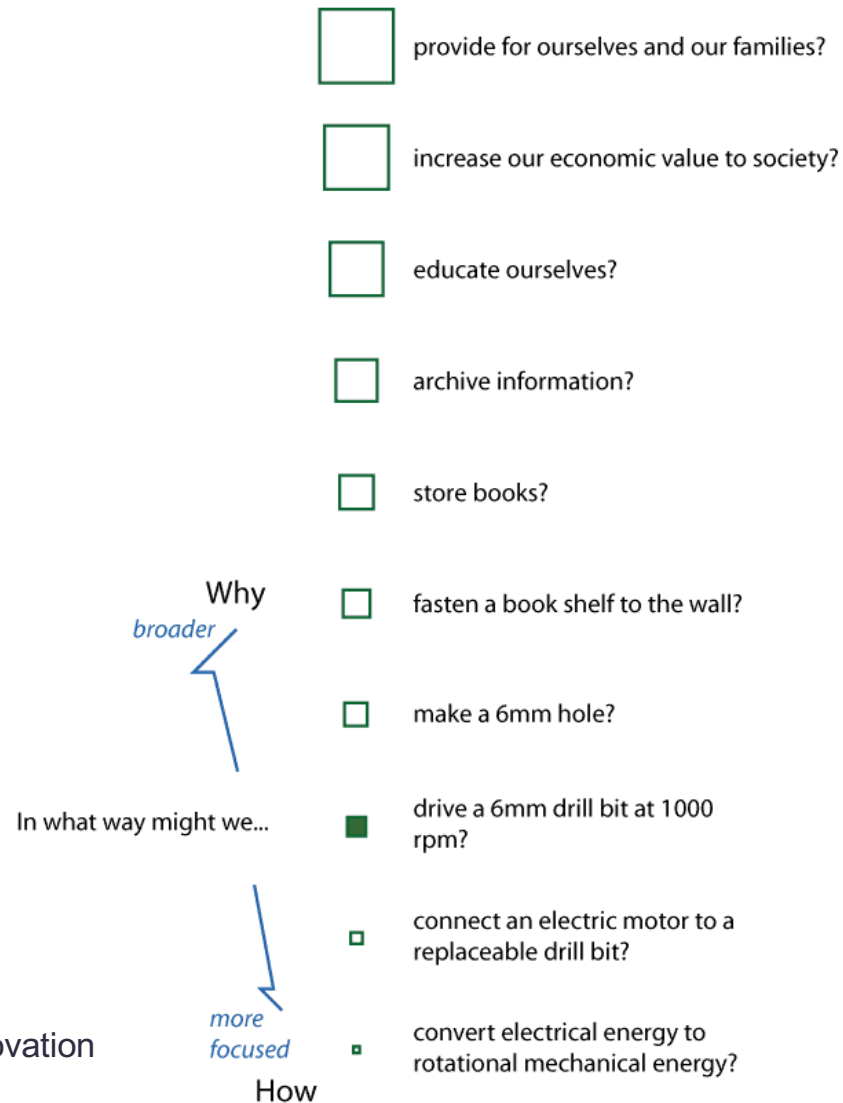 provide for ourselves and our families?
increase our economic value to society?
educate ourselves?
archive information?
store books?
Why
broader
fasten a book shelf to the wall?
make a 6mm hole?
In what way might we...
drive a 6mm drill bit at 1000
rpm?
connect an electric motor to a
replaceable drill bit?
more
focused
How
ovation
convert electrical energy to
rotational mechanical energy?